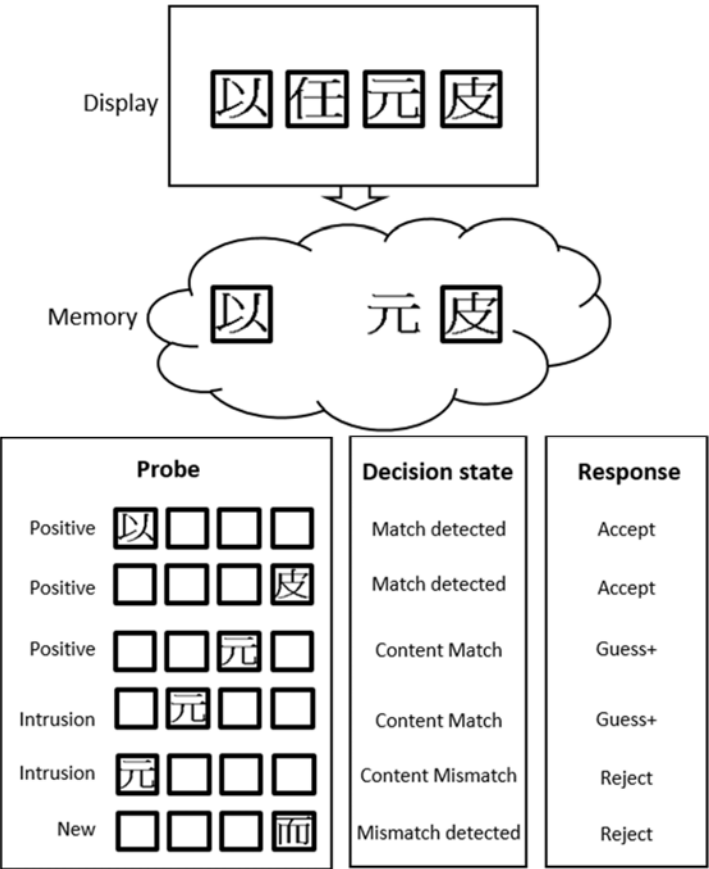 Display 以 任 元 皮
Memory 以 元 皮
Probe Decision state Response
Positive 以 Match detected Accept
Positive 皮 Match detected Accept
Positive 元 Content Match Guess+
Intrusion 元 Content Match Guess+
Intrusion 元 Content Mismatch Reject
New 而 Mismatch detected Reject